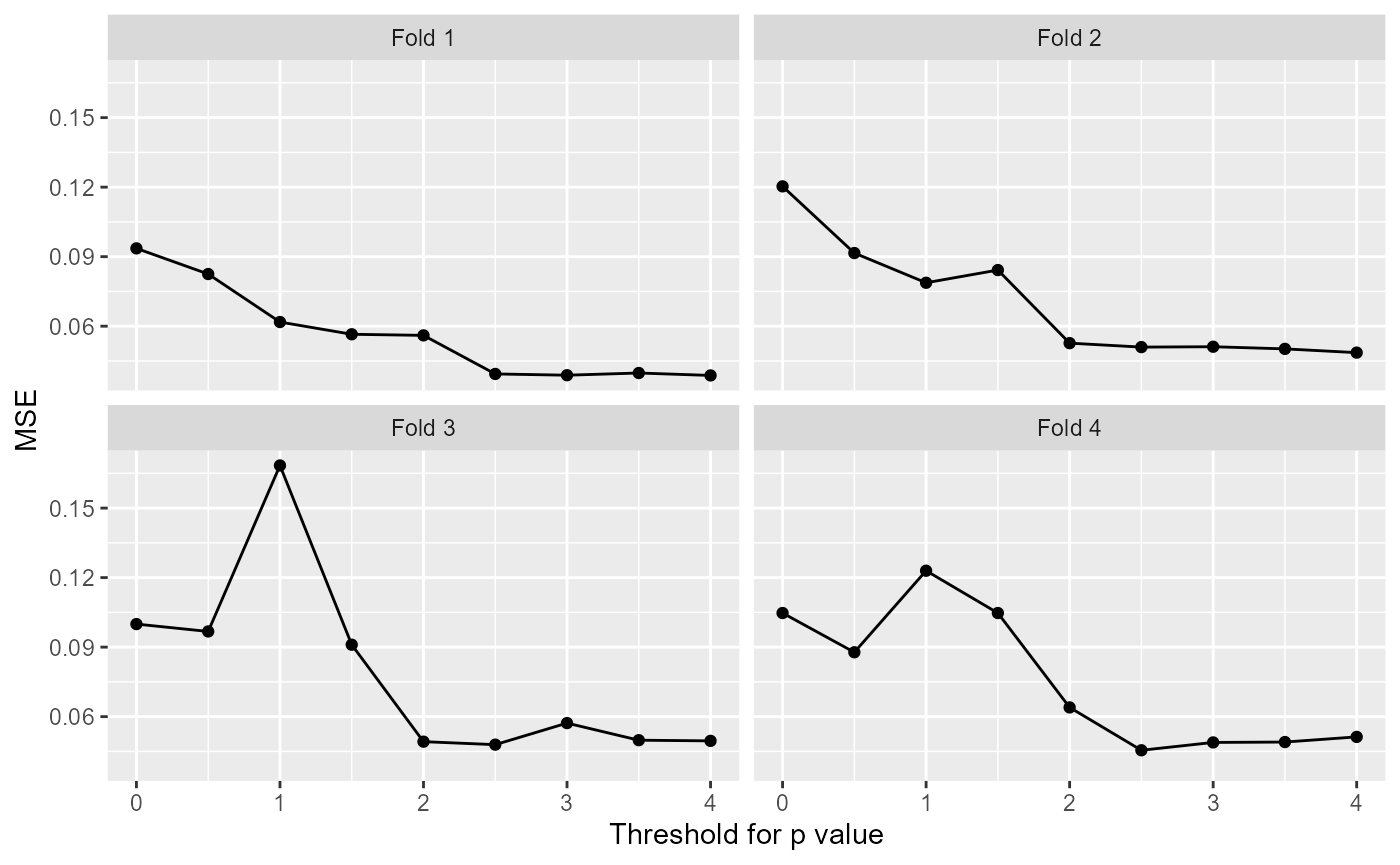 Fold 1
Fold 2
0.15
0.12
0.09
0.06
MSE
Fold 3
Fold 4
0.15
0.12
0.09
0.06
0 1 2 3 4
0 1 2 3 4
Threshold for p value